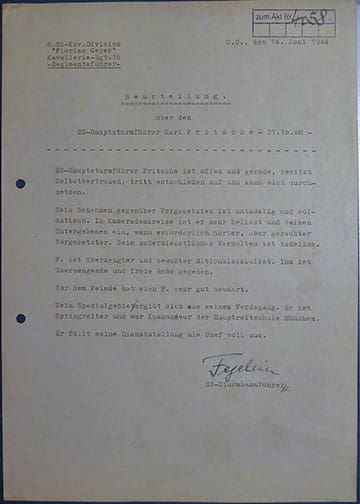 zum Akt Nr. 4058
8.SS-Kav.Division
"Florian Geyer"
Kavallerie-Rgt.16
-Regimentsführer-
O.U., den 14. Juni 1944
Beurteilung.
über den
SS-Hauptsturmführer Karl Fritsche - 27.10.08 -
SS-Hauptsturmführer Fritsche ist offen und gerade, besitzt
Selbstvertrauen, tritt entschieden auf und kann sich durch-
setzen.
Sein Benehmen gegenüber Vorgesetzten ist untadelig und sol-
datisch. In Kameradenkreise ist er sehr beliebt und seinen
Untergebenen ein, wenn erforderlich harter, aber gerechter
Vorgesetzter. Sein außerdienstliches Verhalten ist tadellos.
F. ist überzeugter und bewußter Nationalsozialist. Ihm ist
überzeugende und freie Rede gegeben.
Vor dem Feinde hat sich F. sehr gut bewährt.
Sein Spezialgebiet ergibt sich aus seinem Werdegang. Er ist
Springreiter und war Kommandeur der Hauptreitschule München.
Er füllt seine Dienststellung als Chef voll aus.
Fegelein
SS-Sturmbannführer